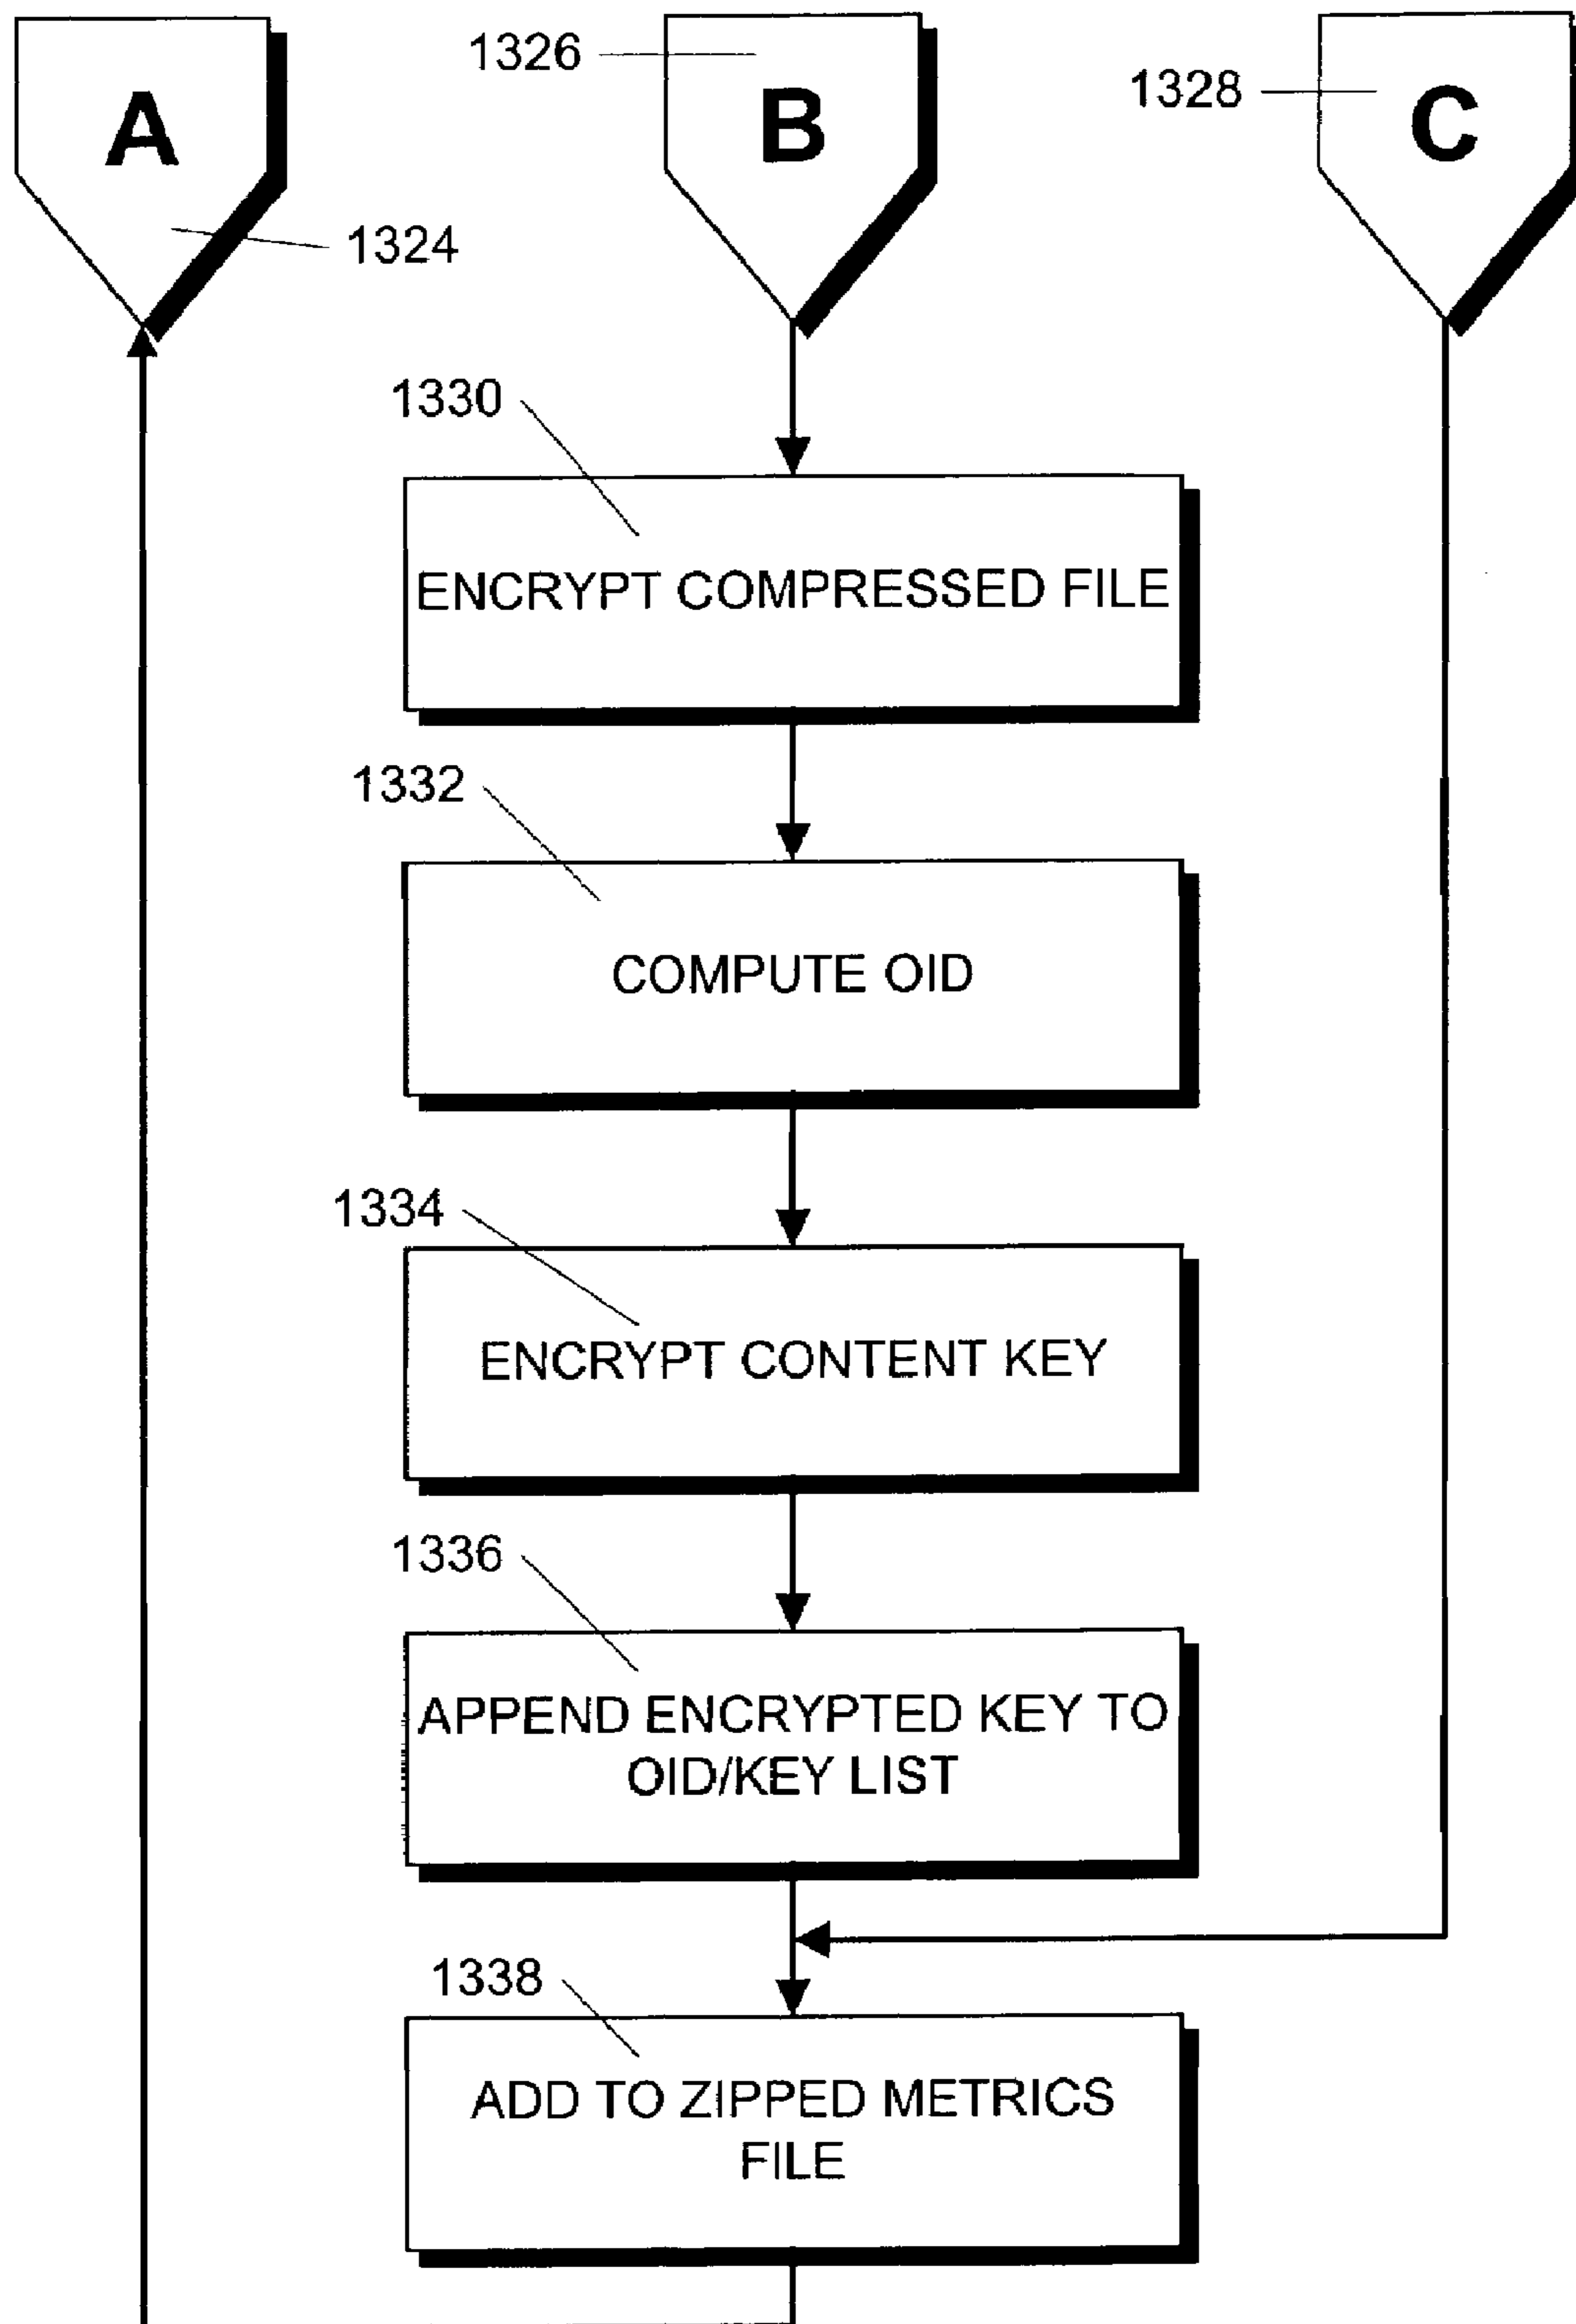 A
1326
B
1328
C
1324
1330
ENCRYPT COMPRESSED FILE
1332
COMPUTE OID
1334
ENCRYPT CONTENT KEY
1336
APPEND ENCRYPTED KEY TO
OID/KEY LIST
1338
ADD TO ZIPPED METRICS
FILE